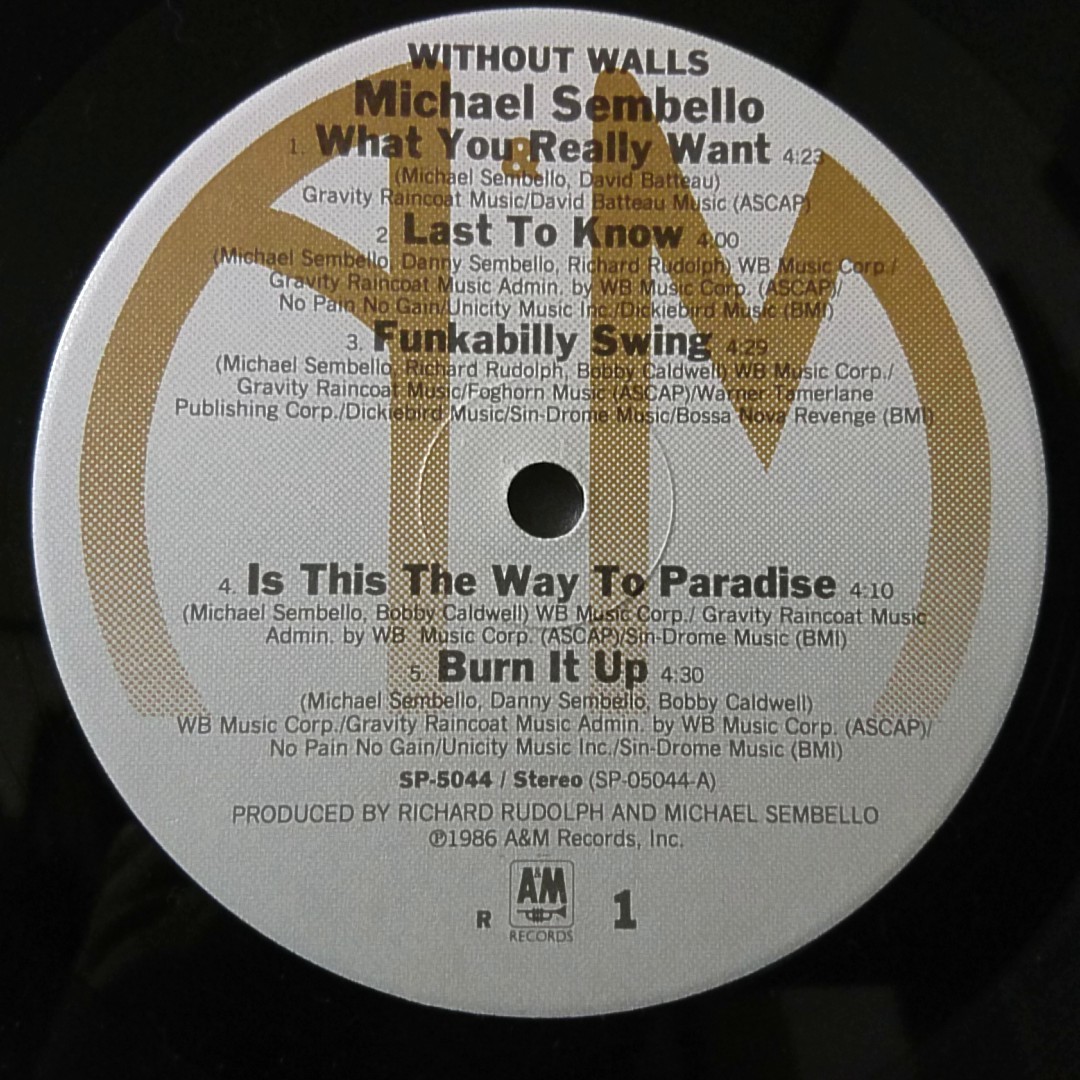 WITHOUT WALLS
Michael Sembello
1. What You Really Want 4:23
(Michael Sembello, David Batteau)
Gravity Raincoat Music/David Batteau Music (ASCAP)
2. Last To Know 4:00
(Michael Sembello, Danny Sembello, Richard Rudolph) WB Music Corp./
Gravity Raincoat Music Admin. by WB Music Corp. (ASCAP)/
No Pain No Gain/Unicity Music Inc./Dickiebird Music (BMI)
3. Funkabilly Swing 4:29
(Michael Sembello, Richard Rudolph, Bobby Caldwell) WB Music Corp./
Gravity Raincoat Music/Foghorn Music (ASCAP)/Warner Tamerlane
Publishing Corp./Dickiebird Music/Sin-Drome Music/Bossa Nova Revenge (BMI)
4. Is This The Way To Paradise 4:10
(Michael Sembello, Bobby Caldwell) WB Music Corp./ Gravity Raincoat Music
Admin. by WB Music Corp. (ASCAP)/Sin-Drome Music (BMI)
5. Burn It Up 4:30
(Michael Sembello, Danny Sembello, Bobby Caldwell)
WB Music Corp./Gravity Raincoat Music Admin. by WB Music Corp. (ASCAP)/
No Pain No Gain/Unicity Music Inc./Sin-Drome Music (BMI)
SP-5044 / Stereo (SP-05044-A)
PRODUCED BY RICHARD RUDOLPH AND MICHAEL SEMBELLO
℗1986 A&M Records, Inc.
R A&M RECORDS 1
A&M